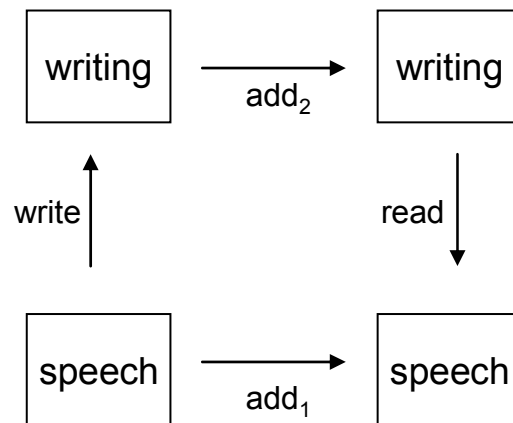 writing writing
add₂
write read
speech speech
add₁